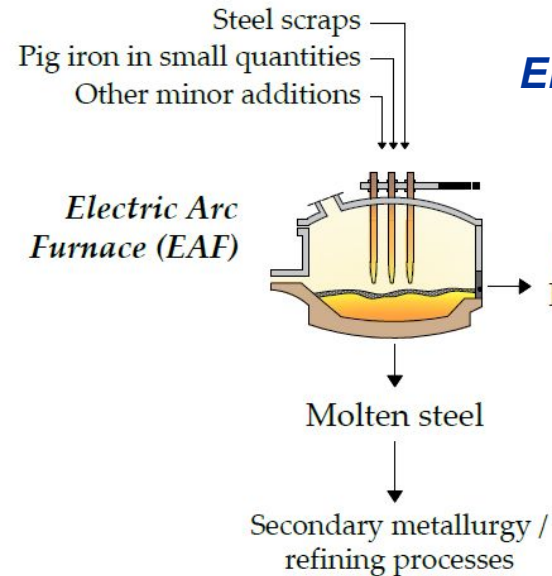 Steel scraps
Pig iron in small quantities
Other minor additions
Electric Arc
Furnace (EAF)
Molten steel
Secondary metallurgy /
refining processes